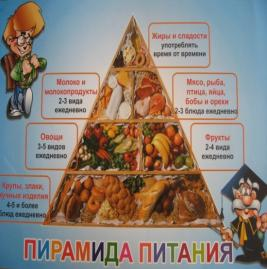 Жиры и сладости
употреблять
время от времени
Молоко и
молокопродукты
2-3 вида
ежедневно
Мясо, рыба,
птица, яйца,
бобы и орехи
2-3 блюда ежедневно
Овощи
3-5 видов
ежедневно
Фрукты
2-4 вида
ежедневно
Крупы, злаки,
мучные изделия
4-6 и более
блюд ежедневно
ПИРАМИДА ПИТАНИЯ